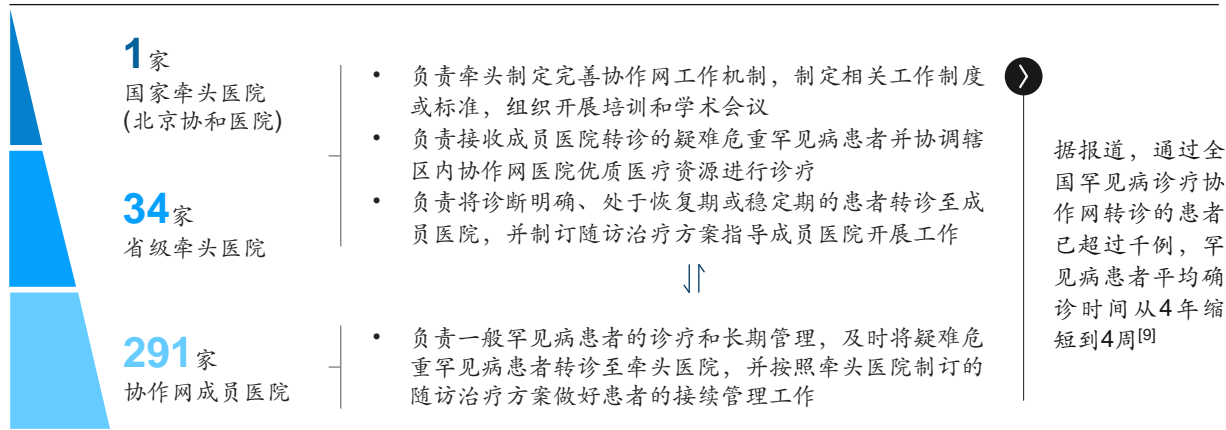 1家
国家牵头医院
(北京协和医院)
34家
省级牵头医院
• 负责牵头制定完善协作网工作机制，制定相关工作制度
或标准，组织开展培训和学术会议
• 负责接收成员医院转诊的疑难危重罕见病患者并协调辖
区内协作网医院优质医疗资源进行诊疗
• 负责将诊断明确、处于恢复期或稳定期的患者转诊至成
员医院，并制订随访治疗方案指导成员医院开展工作
291家
协作网成员医院
• 负责一般罕见病患者的诊疗和长期管理，及时将疑难危
重罕见病患者转诊至牵头医院，并按照牵头医院制订的
随访治疗方案做好患者的接续管理工作
据报道，通过全
国罕见病诊疗协
作网转诊的患者
已超过千例，罕
见病患者平均确
诊时间从4年缩
短到4周[9]